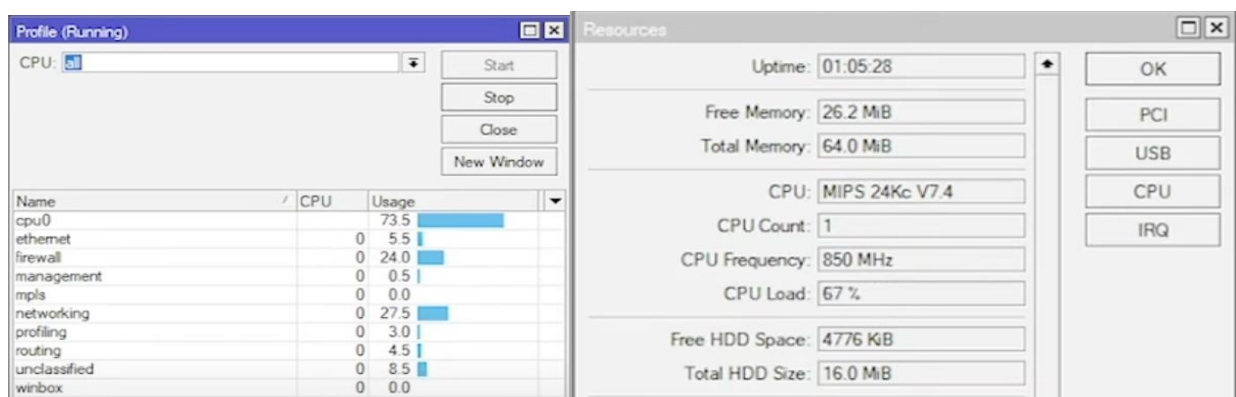 Profile (Running)
CPU: all
Start
Stop
Close
New Window
Name / CPU Usage
cpu0 73.5
ethernet 0 5.5
firewall 0 24.0
management 0 0.5
mpls 0 0.0
networking 0 27.5
profiling 0 3.0
routing 0 4.5
unclassified 0 8.5
winbox 0 0.0
Resources
Uptime: 01:05:28
Free Memory: 26.2 MiB
Total Memory: 64.0 MiB
CPU: MIPS 24Kc V7.4
CPU Count: 1
CPU Frequency: 850 MHz
CPU Load: 67 %
Free HDD Space: 4776 KiB
Total HDD Size: 16.0 MiB
OK
PCI
USB
CPU
IRQ